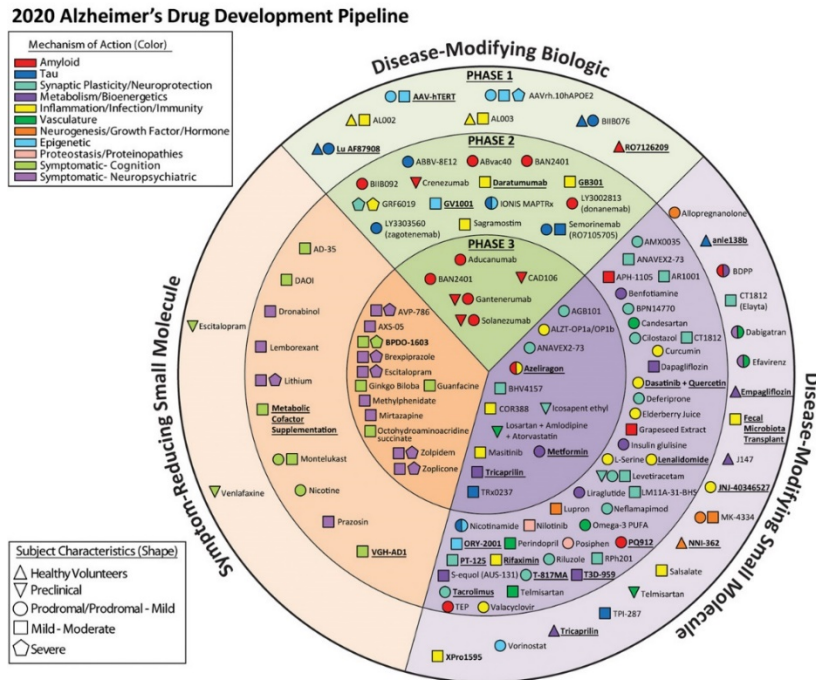 2020 Alzheimer's Drug Development Pipeline
Mechanism of Action (Color)
Amyloid
Tau
Synaptic Plasticity/Neuroprotection
Metabolism/Bioenergetics
Inflammation/Infection/Immunity
Vasculature
Neurogenesis/Growth Factor/Hormone
Epigenetic
Proteostasis/Proteinopathies
Symptomatic- Cognition
Symptomatic- Neuropsychiatric
Disease-Modifying Biologic
PHASE 1
AAV-hTERT
AAVrh.10hAPOE2
AL002
AL003
BIIB076
Lu AF87908
RO7126209
PHASE 2
ABBV-8E12
ABvac40
BAN2401
BIIB092
Crenezumab
Daratumumab
GB301
GRF6019
GV1001
IONIS MAPTRx
LY3002813
(donanemab)
LY3303560
(zagotenemab)
Sagramostim
Semorinemab
(RO7105705)
PHASE 3
Aducanumab
BAN2401
CAD106
Gantenerumab
Solanezumab
Disease-Modifying Small Molecule
Allopregnanolone
anle138b
BDPP
CT1812
(Elayta)
Dabigatran
Efavirenz
Empagliflozin
Fecal
Microbiota
Transplant
J147
JNJ-40346527
MK-4334
NNI-362
Salsalate
Telmisartan
TPI-287
Tricaprilin
Vorinostat
XPro1595
AMX0035
ANAVEX2-73
APH-1105
AR1001
Benfotiamine
BPN14770
Candesartan
Cilostazol
CT1812
Curcumin
Dapagliflozin
Dasatinib + Quercetin
Deferiprone
Elderberry Juice
Grapeseed Extract
Insulin glulisine
L-Serine
Lenalidomide
Levetiracetam
Liraglutide
LM11A-31-BHS
Lupron
Neflamapimod
Nicotinamide
Nilotinib
Omega-3 PUFA
ORY-2001
Perindopril
Posiphen
PQ912
PT-125
Rifaximin
Riluzole
RPh201
S-equol (AUS-131)
T-817MA
T3D-959
Tacrolimus
Telmisartan
TEP
Valacyclovir
AGB101
ALZT-OP1a/OP1b
ANAVEX2-73
Azeliragon
BHV4157
COR388
Icosapent ethyl
Losartan + Amlodipine
+ Atorvastatin
Masitinib
Metformin
Tricaprilin
TRx0237
Symptom-Reducing Small Molecule
Escitalopram
Venlafaxine
AD-35
DAOI
Dronabinol
Lemborexant
Lithium
Metabolic
Cofactor
Supplementation
Montelukast
Nicotine
Prazosin
VGH-AD1
AVP-786
AXS-05
BPDO-1603
Brexpiprazole
Escitalopram
Ginkgo Biloba
Guanfacine
Methylphenidate
Mirtazapine
Octohydroaminoacridine
succinate
Zolpidem
Zoplicone
Subject Characteristics (Shape)
Healthy Volunteers
Preclinical
Prodromal/Prodromal - Mild
Mild - Moderate
Severe